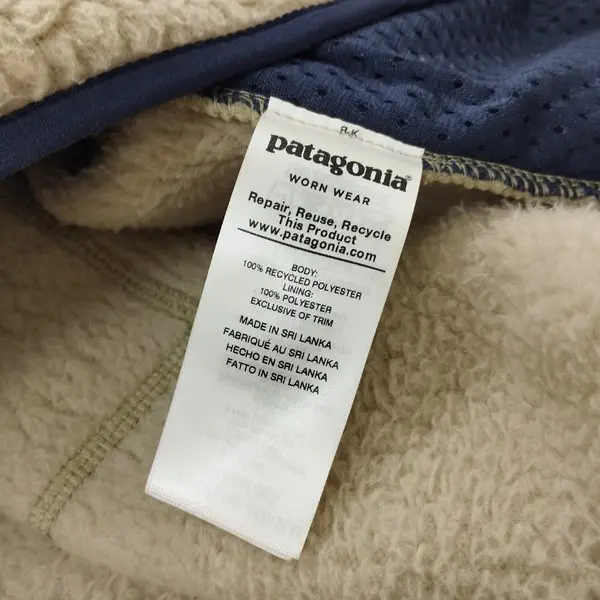 R-K
patagonia®
WORN WEAR
Repair, Reuse, Recycle
This Product
www.patagonia.com
BODY:
100% RECYCLED POLYESTER
LINING:
100% POLYESTER
EXCLUSIVE OF TRIM
MADE IN SRI LANKA
FABRIQUÉ AU SRI LANKA
HECHO EN SRI LANKA
FATTO IN SRI LANKA